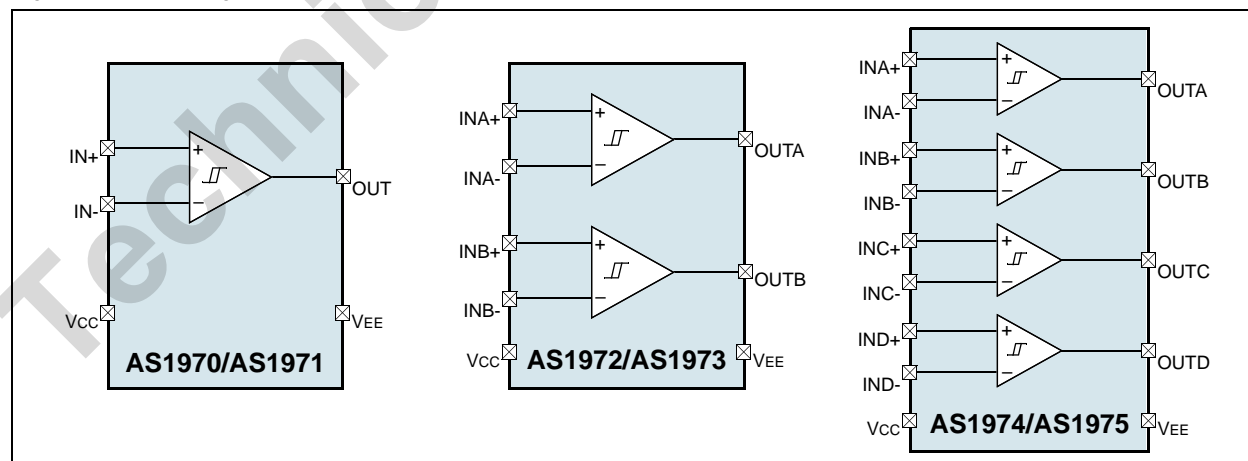 Technic
IN+
IN-
+
−
OUT
VCC
VEE
AS1970/AS1971
INA+
INA-
+
−
OUTA
INB+
INB-
+
−
OUTB
VCC
VEE
AS1972/AS1973
INA+
INA-
+
−
OUTA
INB+
INB-
+
−
OUTB
INC+
INC-
+
−
OUTC
IND+
IND-
+
−
OUTD
VCC
VEE
AS1974/AS1975